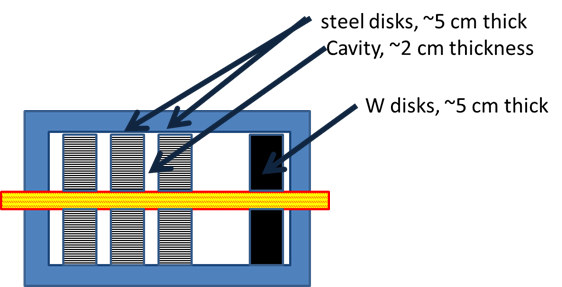 steel disks, ~5 cm thick
Cavity, ~2 cm thickness
W disks, ~5 cm thick